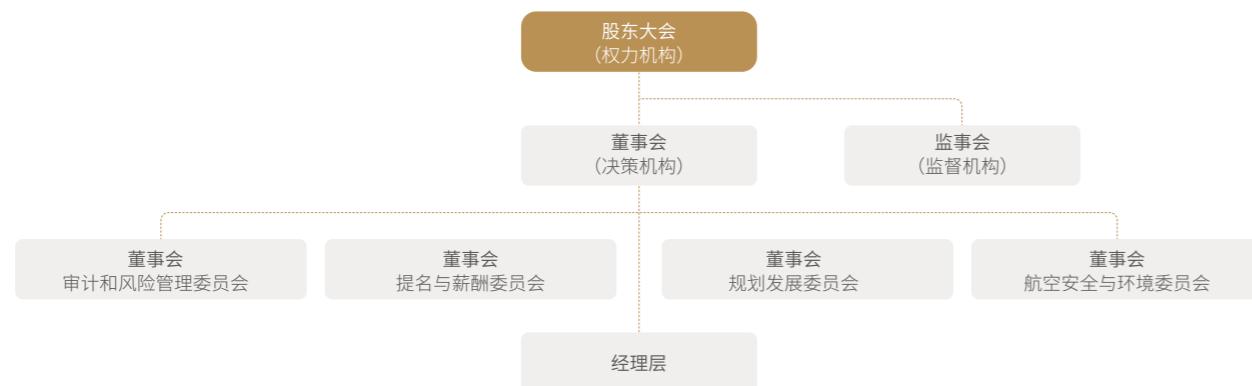 股东大会
（权力机构）
董事会
（决策机构）
监事会
（监督机构）
董事会
审计和风险管理委员会
董事会
提名与薪酬委员会
董事会
规划发展委员会
董事会
航空安全与环境委员会
经理层